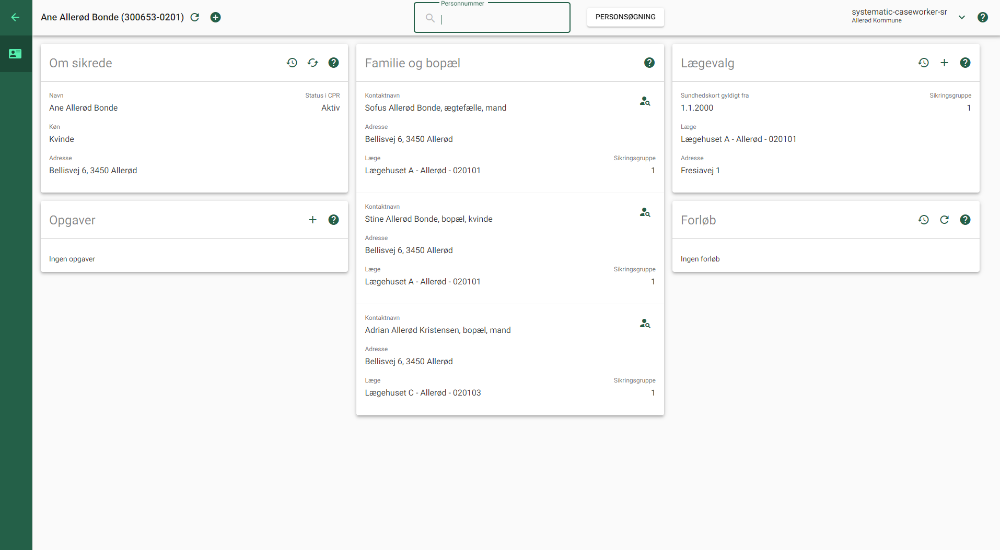 Ane Allerød Bonde (300653-0201)
Personnummer
PERSONSØGNING
systematic-caseworker-sr
Allerød Kommune
Om sikrede
Navn
Status i CPR
Ane Allerød Bonde
Aktiv
Køn
Kvinde
Adresse
Bellisvej 6, 3450 Allerød
Opgaver
Ingen opgaver
Familie og bopæl
Kontaktnavn
Sofus Allerød Bonde, ægtefælle, mand
Adresse
Bellisvej 6, 3450 Allerød
Læge
Sikringsgruppe
Lægehuset A - Allerød - 020101
1
Kontaktnavn
Stine Allerød Bonde, bopæl, kvinde
Adresse
Bellisvej 6, 3450 Allerød
Læge
Sikringsgruppe
Lægehuset A - Allerød - 020101
1
Kontaktnavn
Adrian Allerød Kristensen, bopæl, mand
Adresse
Bellisvej 6, 3450 Allerød
Læge
Sikringsgruppe
Lægehuset C - Allerød - 020103
1
Lægevalg
Sundhedskort gyldigt fra
Sikringsgruppe
1.1.2000
1
Læge
Lægehuset A - Allerød - 020101
Adresse
Fresiavej 1
Forløb
Ingen forløb